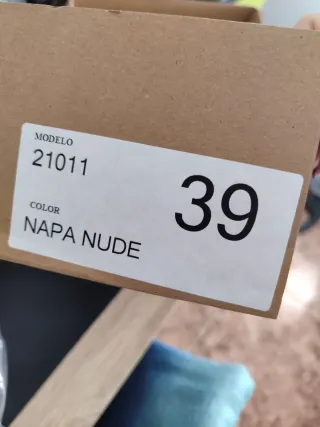 MODELO
21011
39
COLOR
NAPA NUDE